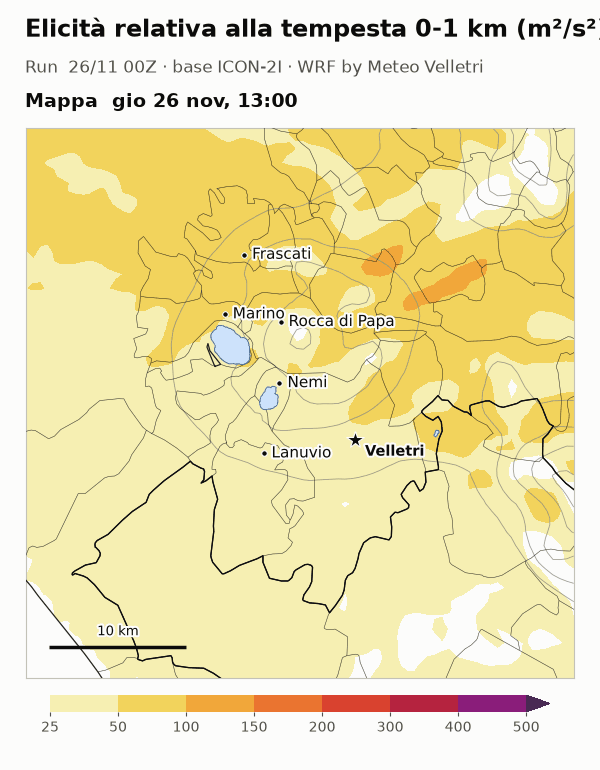 Elicità relativa alla tempesta 0-1 km (m²/s²)
Run  26/11 00Z · base ICON-2I · WRF by Meteo Velletri
Mappa  gio 26 nov, 13:00
Frascati
Marino
Rocca di Papa
Nemi
Velletri
Lanuvio
10 km
25 50 100 150 200 300 400 500